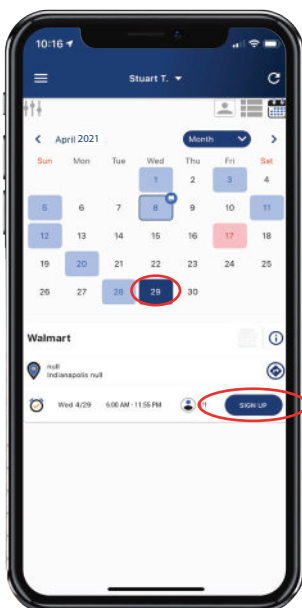 10:16
Stuart T.
April 2021 Month
Sun Mon Tue Wed Thu Fri Sat
1 2 3 4
5 6 7 8 9 10 11
12 13 14 15 16 17 18
19 20 21 22 23 24 25
26 27 28 29 30
Walmart
null
Indianapolis null
Wed 4/29 6:00 AM - 11:55 PM /1 SIGN UP